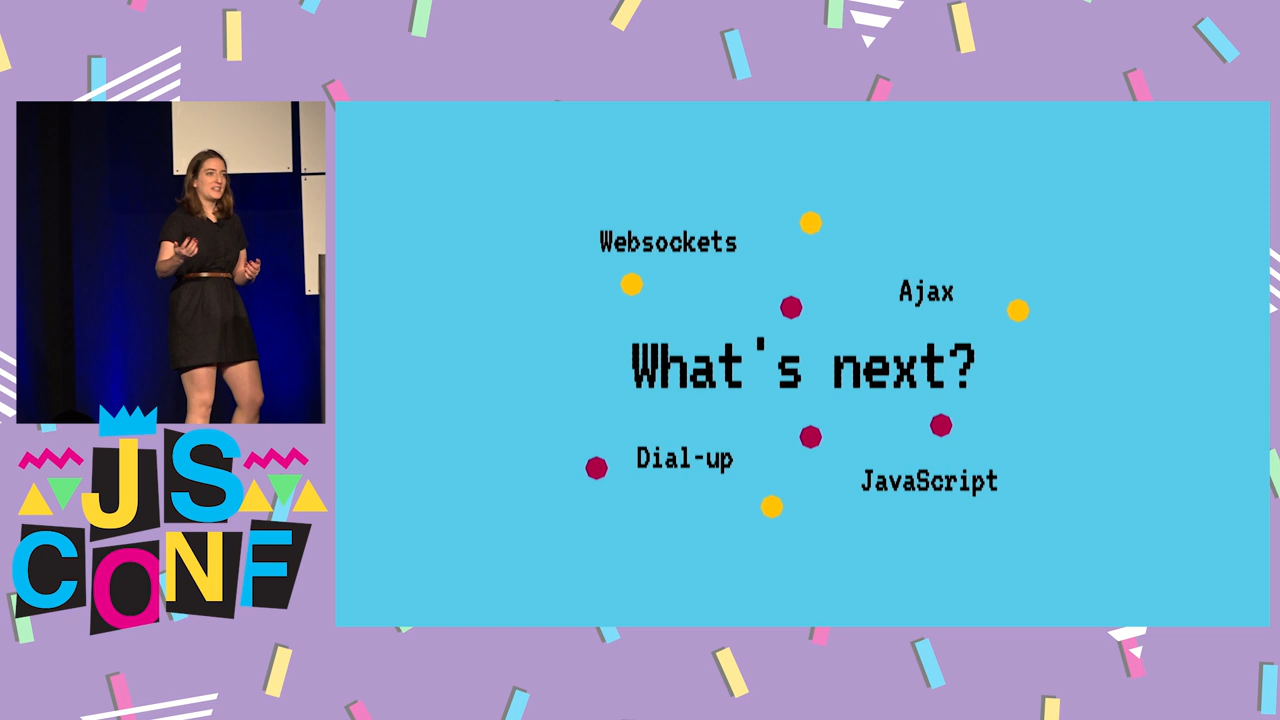 Websockets
Ajax
What's next?
Dial-up
JavaScript
JS
CONF